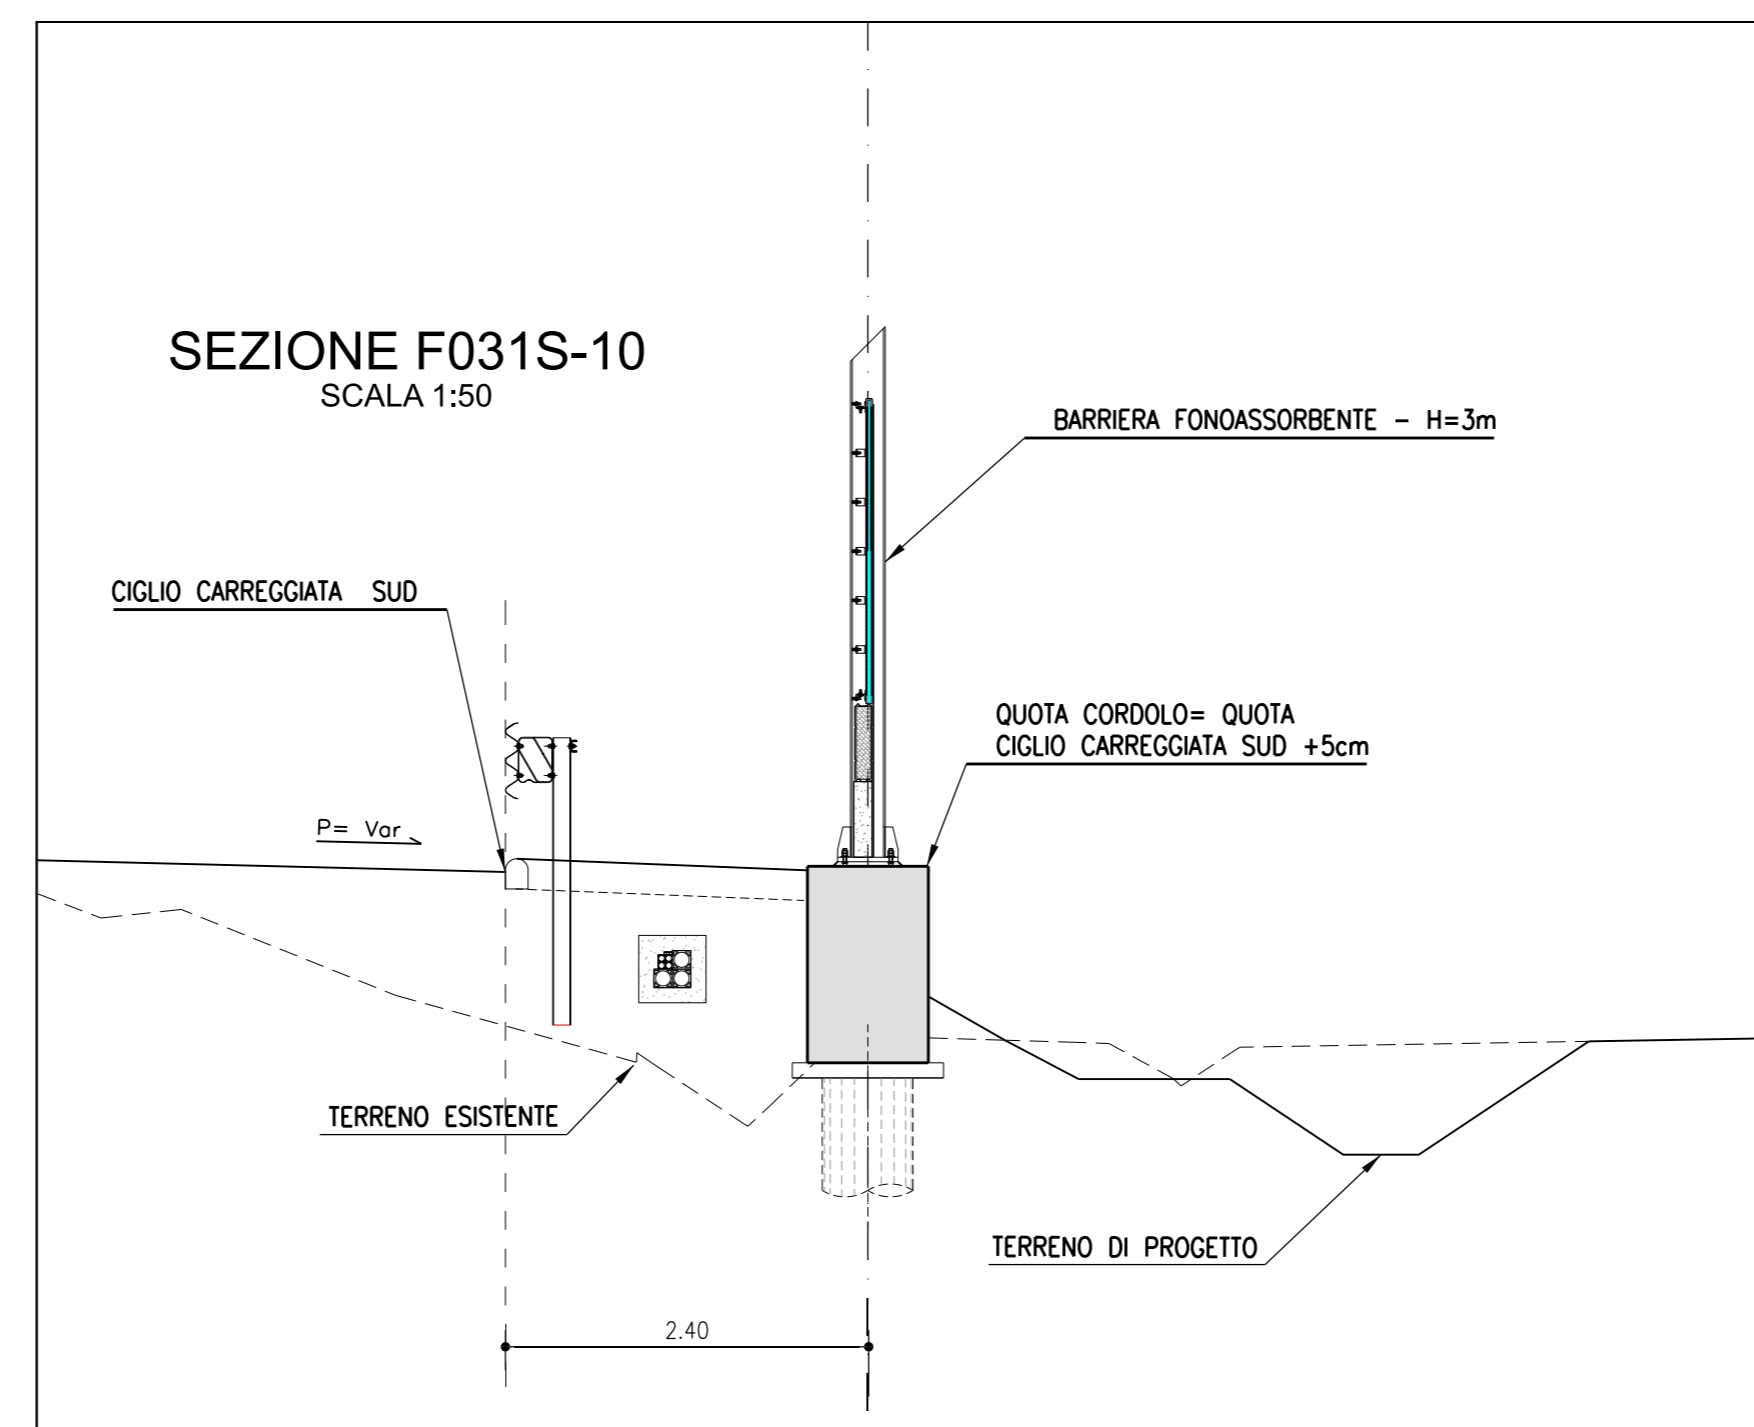 SEZIONE F031S-10
SCALA 1:50
BARRIERA FONOASSORBENTE - H=3m
CIGLIO CARREGGIATA SUD
QUOTA CORDOLO= QUOTA
CIGLIO CARREGGIATA SUD +5cm
P= Var
TERRENO ESISTENTE
TERRENO DI PROGETTO
2.40